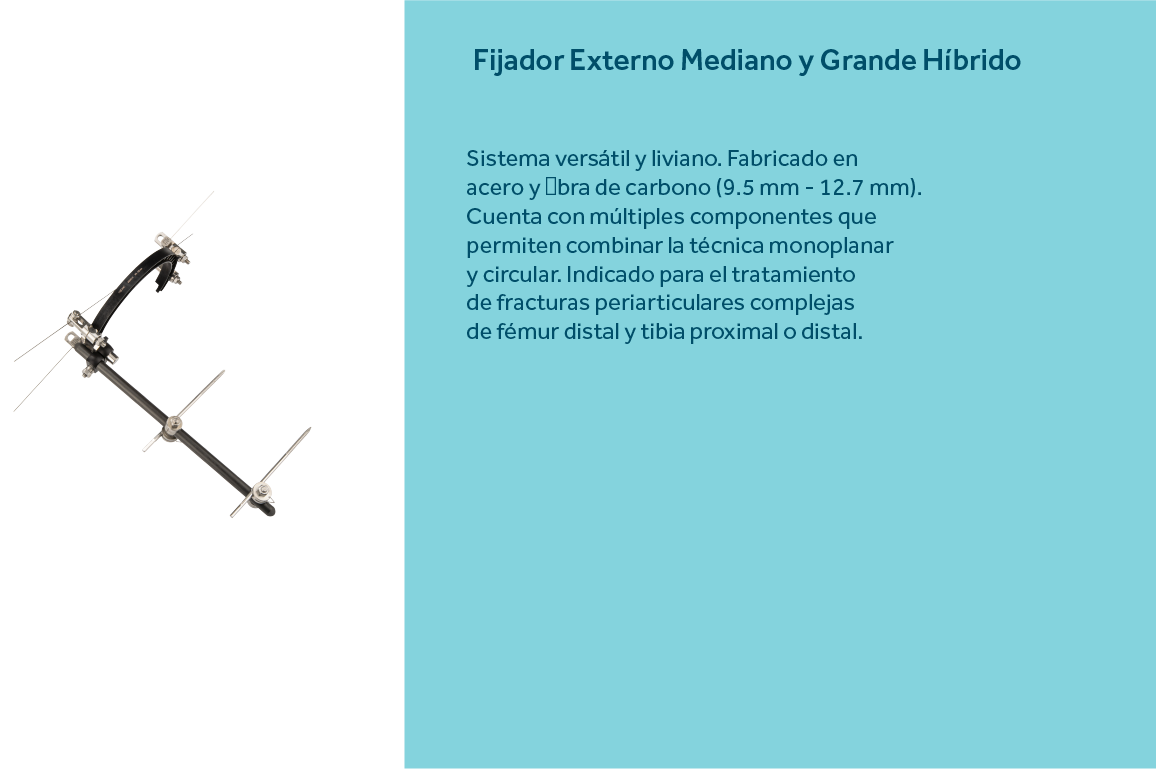 Fijador Externo Mediano y Grande Híbrido
Sistema versátil y liviano. Fabricado en
acero y □bra de carbono (9.5 mm - 12.7 mm).
Cuenta con múltiples componentes que
permiten combinar la técnica monoplanar
y circular. Indicado para el tratamiento
de fracturas periarticulares complejas
de fémur distal y tibia proximal o distal.